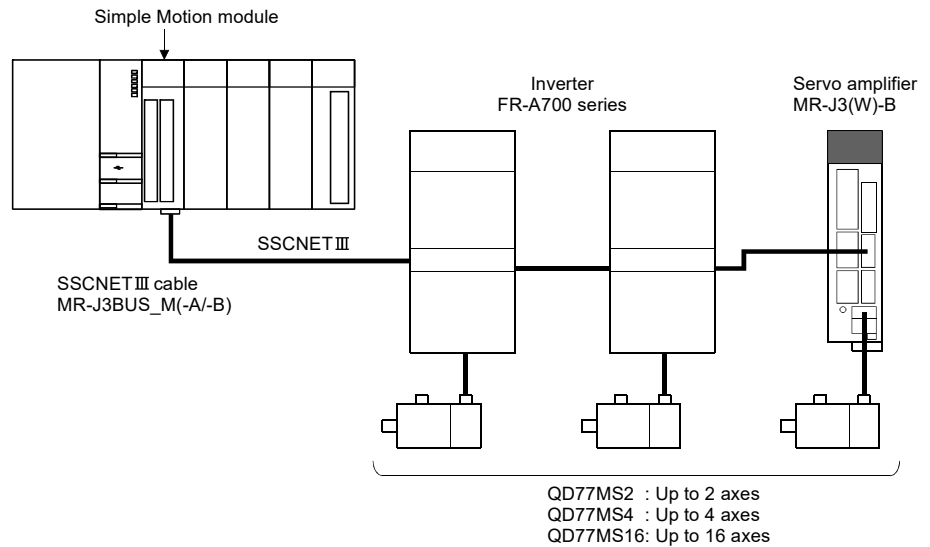 Simple Motion module
Inverter
FR-A700 series
Servo amplifier
MR-J3(W)-B
SSCNETⅢ
SSCNETⅢ cable
MR-J3BUS_M(-A/-B)
QD77MS2 : Up to 2 axes
QD77MS4 : Up to 4 axes
QD77MS16: Up to 16 axes